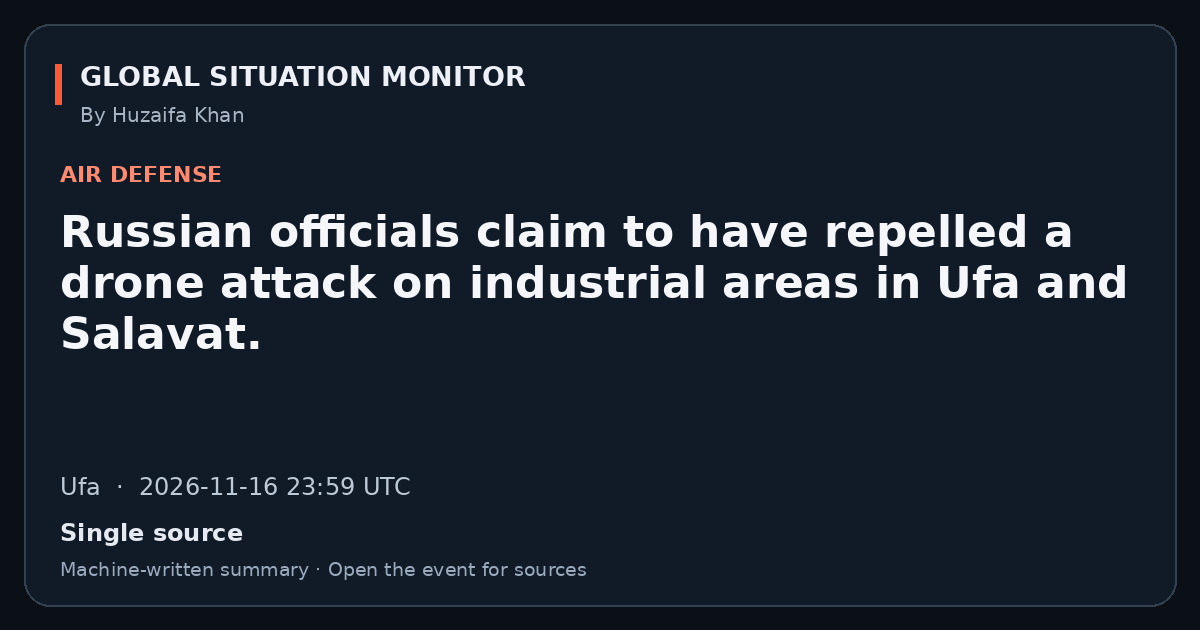 GLOBAL SITUATION MONITOR
By Huzaifa Khan
AIR DEFENSE
Russian officials claim to have repelled a
drone attack on industrial areas in Ufa and
Salavat.
Ufa · 2026-11-16 23:59 UTC
Single source
Machine-written summary · Open the event for sources